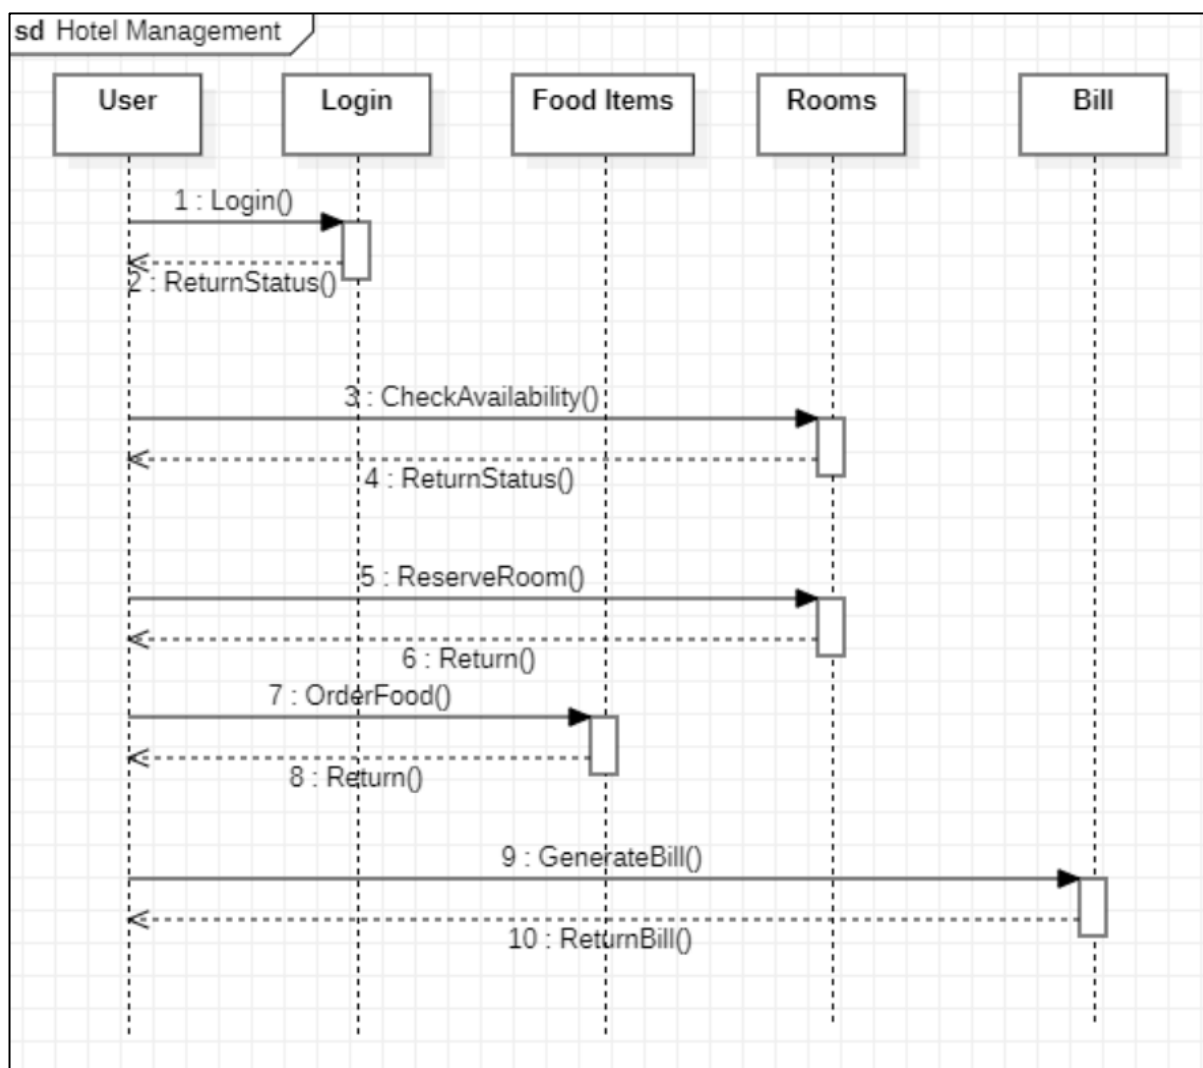 sd Hotel Management
User
Login
Food Items
Rooms
Bill
1 : Login()
2 : ReturnStatus()
3 : CheckAvailability()
4 : ReturnStatus()
5 : ReserveRoom()
6 : Return()
7 : OrderFood()
8 : Return()
9 : GenerateBill()
10 : ReturnBill()